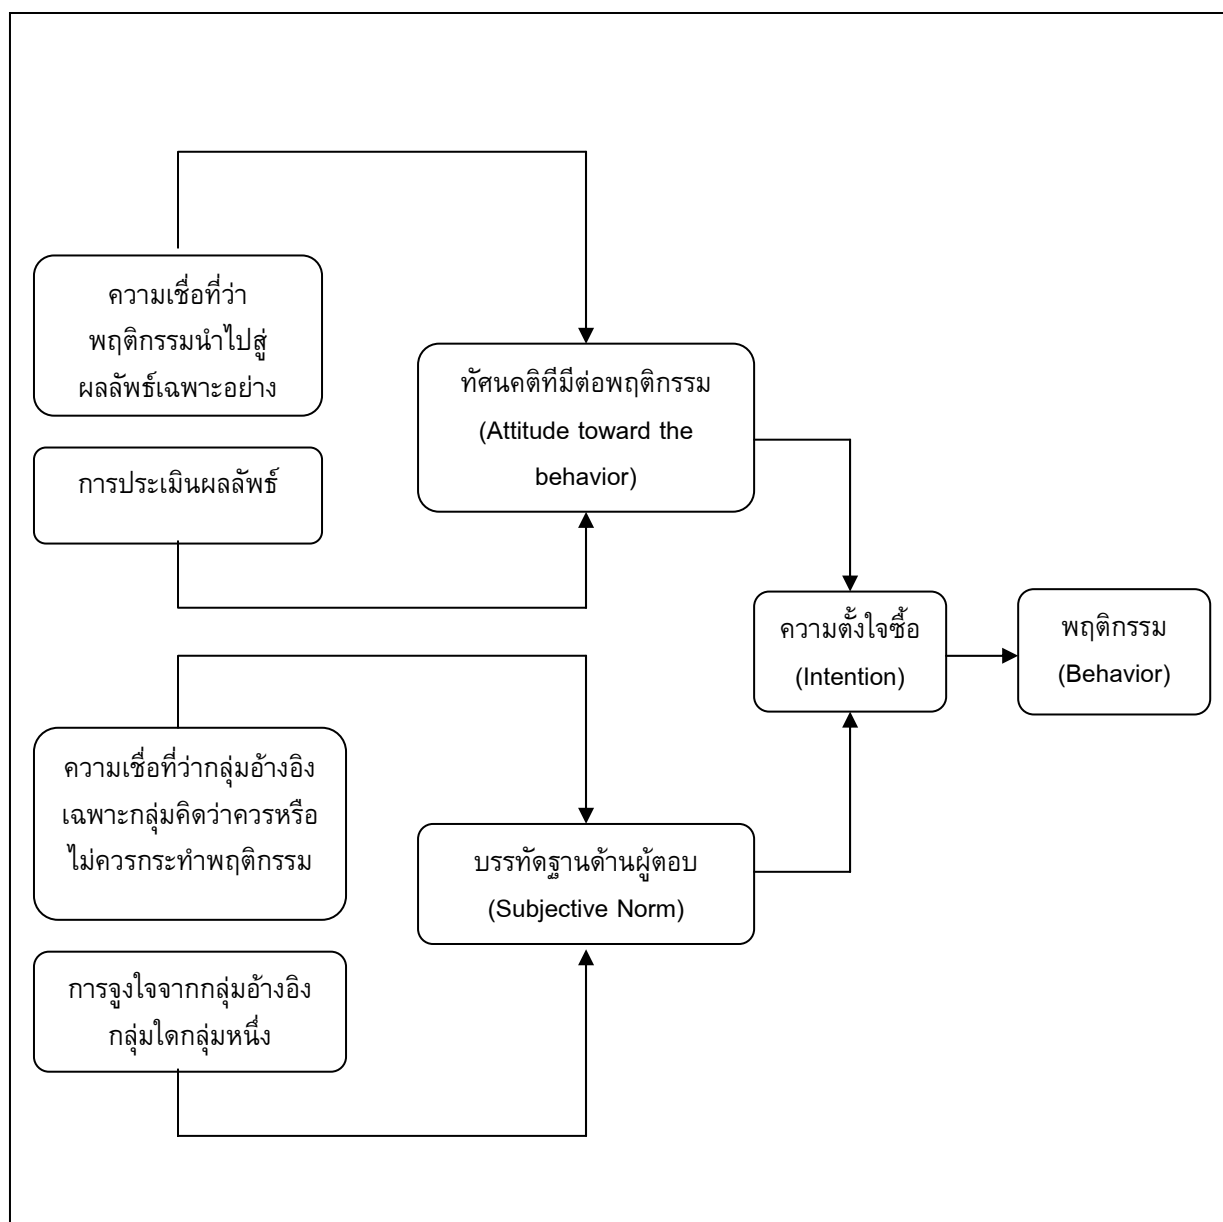 ความเชื่อที่ว่า
พฤติกรรมนำไปสู่
ผลลัพธ์เฉพาะอย่าง
การประเมินผลลัพธ์
ทัศนคติทีมีต่อพฤติกรรม
(Attitude toward the
behavior)
ความเชื่อที่ว่ากลุ่มอ้างอิง
เฉพาะกลุ่มคิดว่าควรหรือ
ไม่ควรกระทำพฤติกรรม
การจูงใจจากกลุ่มอ้างอิง
กลุ่มใดกลุ่มหนึ่ง
บรรทัดฐานด้านผู้ตอบ
(Subjective Norm)
ความตั้งใจซื้อ
(Intention)
พฤติกรรม
(Behavior)